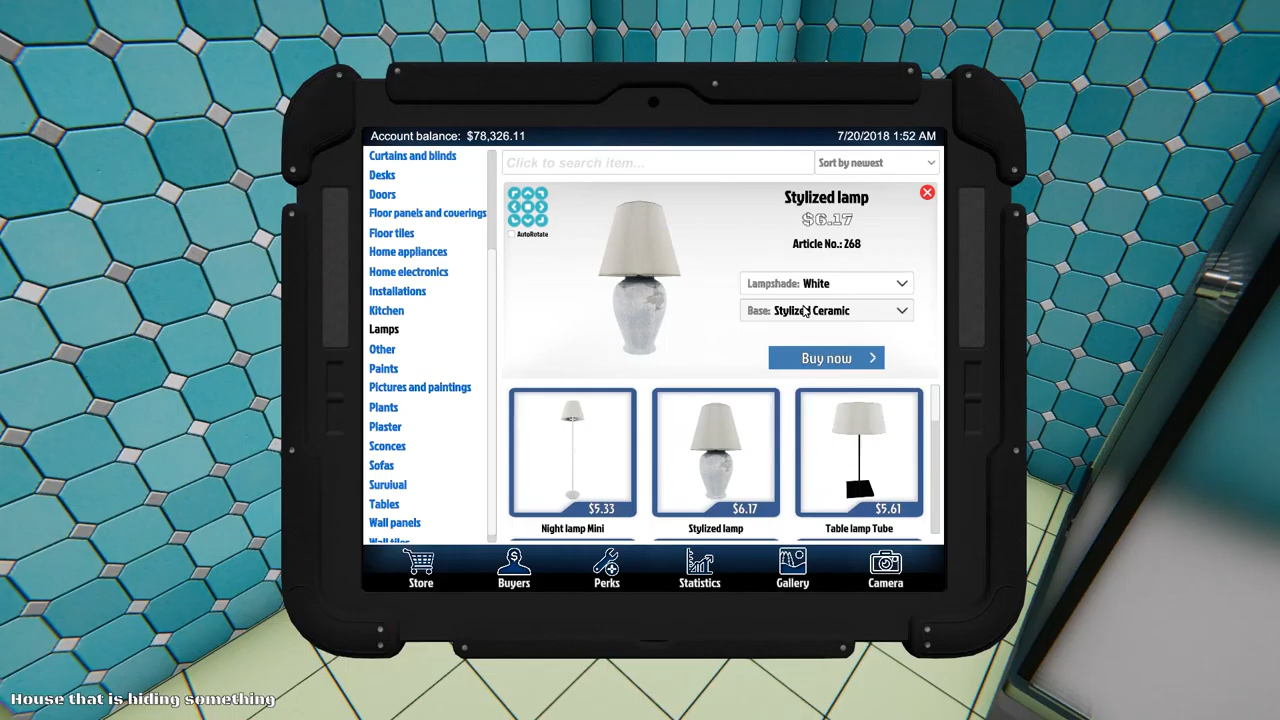 Account balance: $78,326.11
7/20/2018 1:52 AM
Curtains and blinds
Desks
Doors
Floor panels and coverings
Floor tiles
Home appliances
Home electronics
Installations
Kitchen
Lamps
Other
Paints
Pictures and paintings
Plants
Plaster
Sconces
Sofas
Survival
Tables
Wall panels
Wall tiles
Click to search item...
Sort by newest
AutoRotate
Stylized lamp
$6.17
Article No.: Z68
Lampshade: White
Base: Stylized Ceramic
Buy now
$5.33
$6.17
$5.61
Night lamp Mini
Stylized lamp
Table lamp Tube
Store
Buyers
Perks
Statistics
Gallery
Camera
House that is hiding something